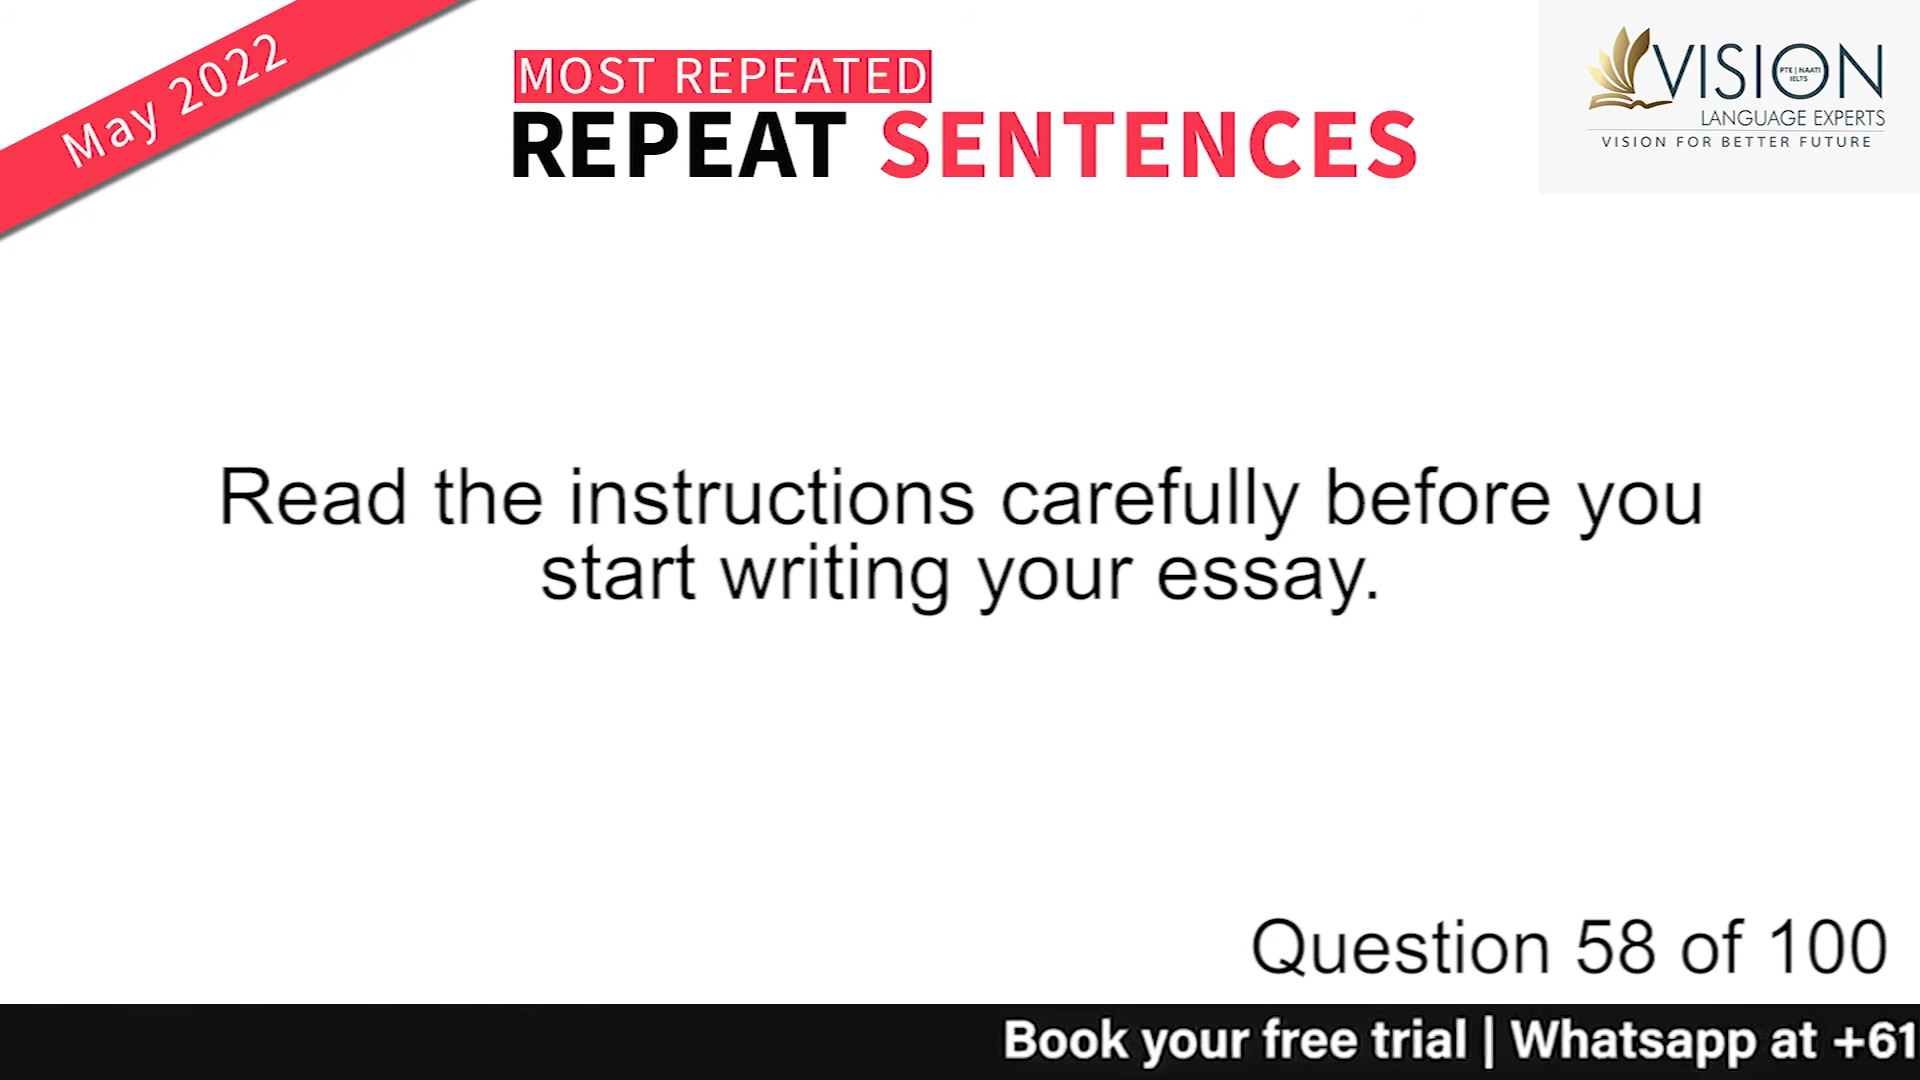 May 2022
MOST REPEATED
REPEAT SENTENCES
VISION
PTE | NAATI
IELTS
LANGUAGE EXPERTS
VISION FOR BETTER FUTURE
Read the instructions carefully before you
start writing your essay.
Question 58 of 100
Book your free trial | Whatsapp at +61